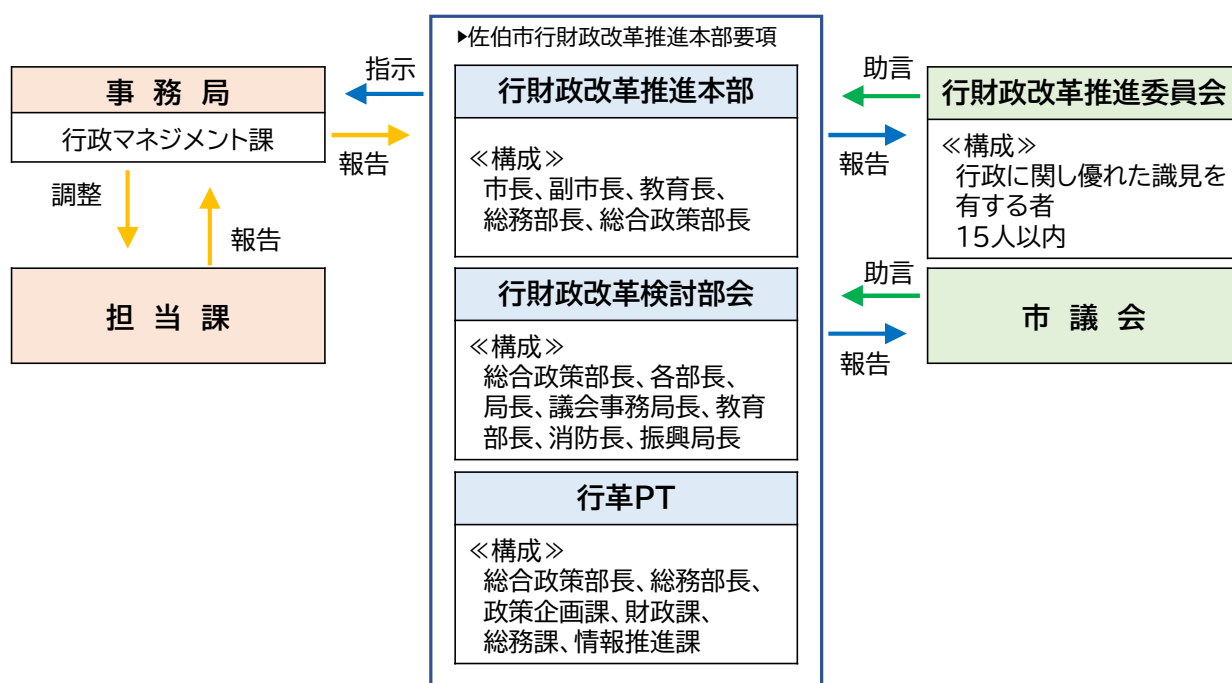 ▶佐伯市行財政改革推進本部要項
事 務 局
行政マネジメント課
指示
報告
調整
報告
担 当 課
行財政改革推進本部
≪構成≫
市長、副市長、教育長、
総務部長、総合政策部長
行財政改革検討部会
≪構成≫
総合政策部長、各部長、
局長、議会事務局長、教育
部長、消防長、振興局長
行革PT
≪構成≫
総合政策部長、総務部長、
政策企画課、財政課、
総務課、情報推進課
助言
報告
行財政改革推進委員会
≪構成≫
行政に関し優れた識見を
有する者
15人以内
助言
報告
市 議 会